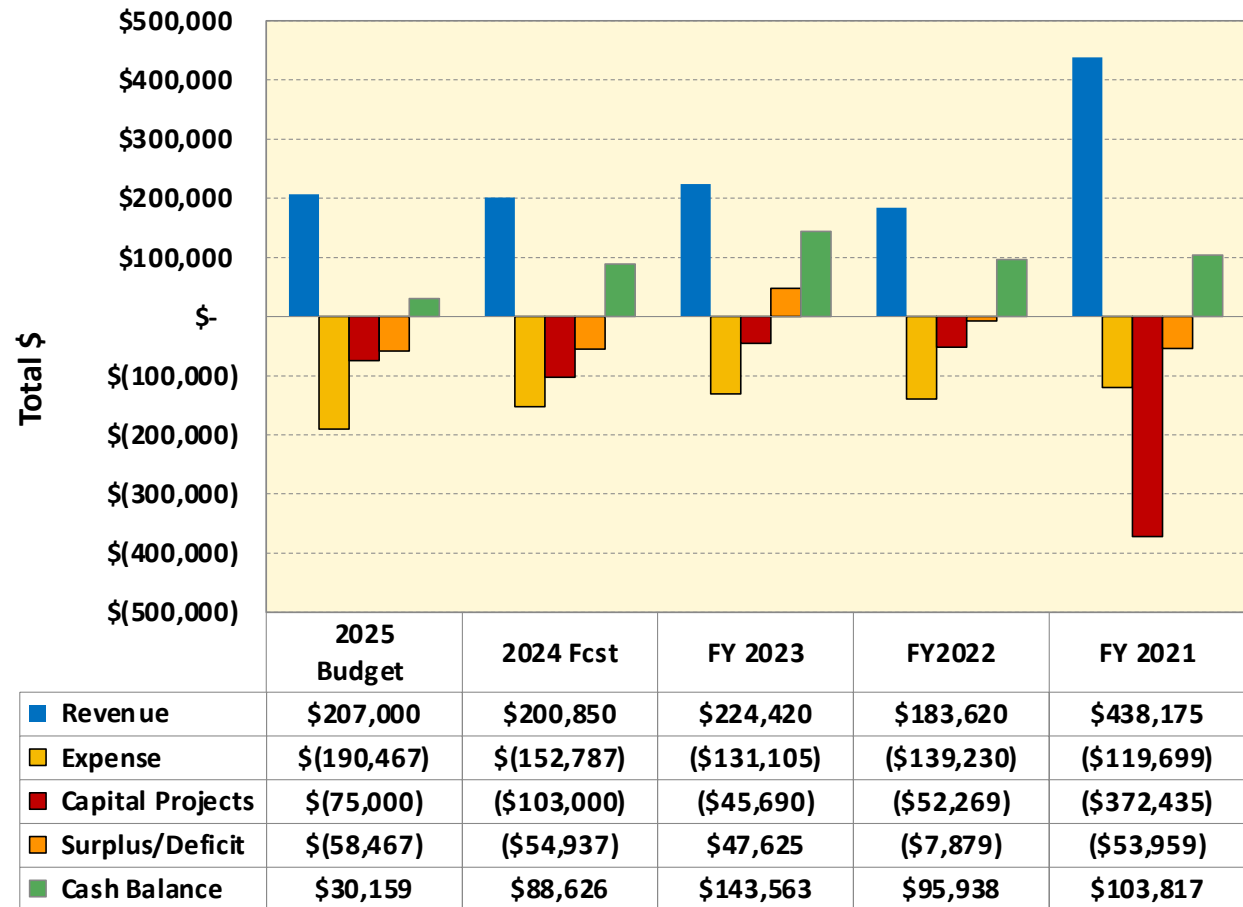 $500,000
$400,000
$300,000
$200,000
$100,000
$-
$(100,000)
$(200,000)
$(300,000)
$(400,000)
$(500,000)
Total $
2025 Budget 2024 Fcst FY 2023 FY2022 FY 2021
Revenue $207,000 $200,850 $224,420 $183,620 $438,175
Expense $(190,467) $(152,787) ($131,105) ($139,230) ($119,699)
Capital Projects $(75,000) ($103,000) ($45,690) ($52,269) ($372,435)
Surplus/Deficit $(58,467) ($54,937) $47,625 ($7,879) ($53,959)
Cash Balance $30,159 $88,626 $143,563 $95,938 $103,817